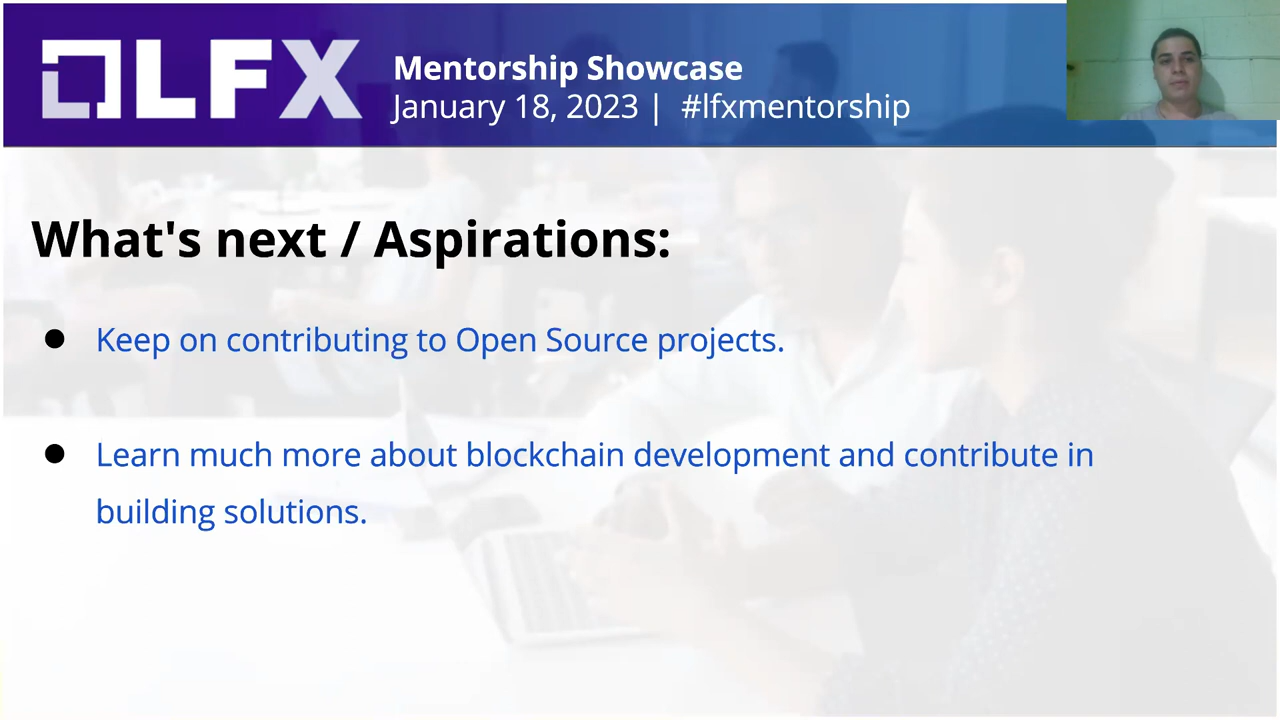 LFX
Mentorship Showcase
January 18, 2023 | #lfxmentorship
What's next / Aspirations:
● Keep on contributing to Open Source projects.
● Learn much more about blockchain development and contribute in
building solutions.